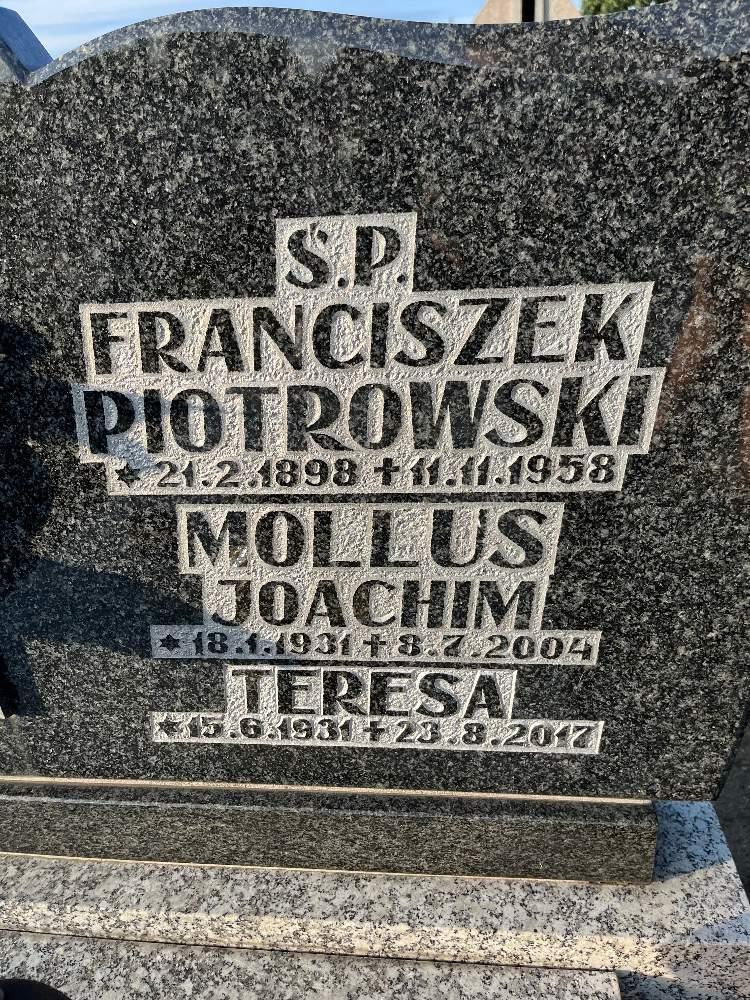 Ś.P.
FRANCISZEK
PIOTROWSKI
* 21.2.1898 + 11.11.1958
MOLLUS
JOACHIM
* 18.1.1931 + 8.7.2004
TERESA
* 15.6.1931 + 23.8.2017